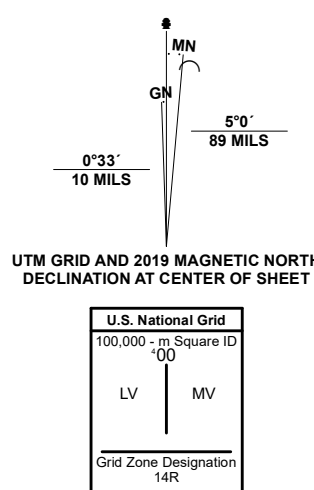 MN
GN
5°0´
89 MILS
0°33´
10 MILS
UTM GRID AND 2019 MAGNETIC NORTH
DECLINATION AT CENTER OF SHEET
U.S. National Grid
100,000 - m Square ID
⁴00
LV MV
Grid Zone Designation
14R